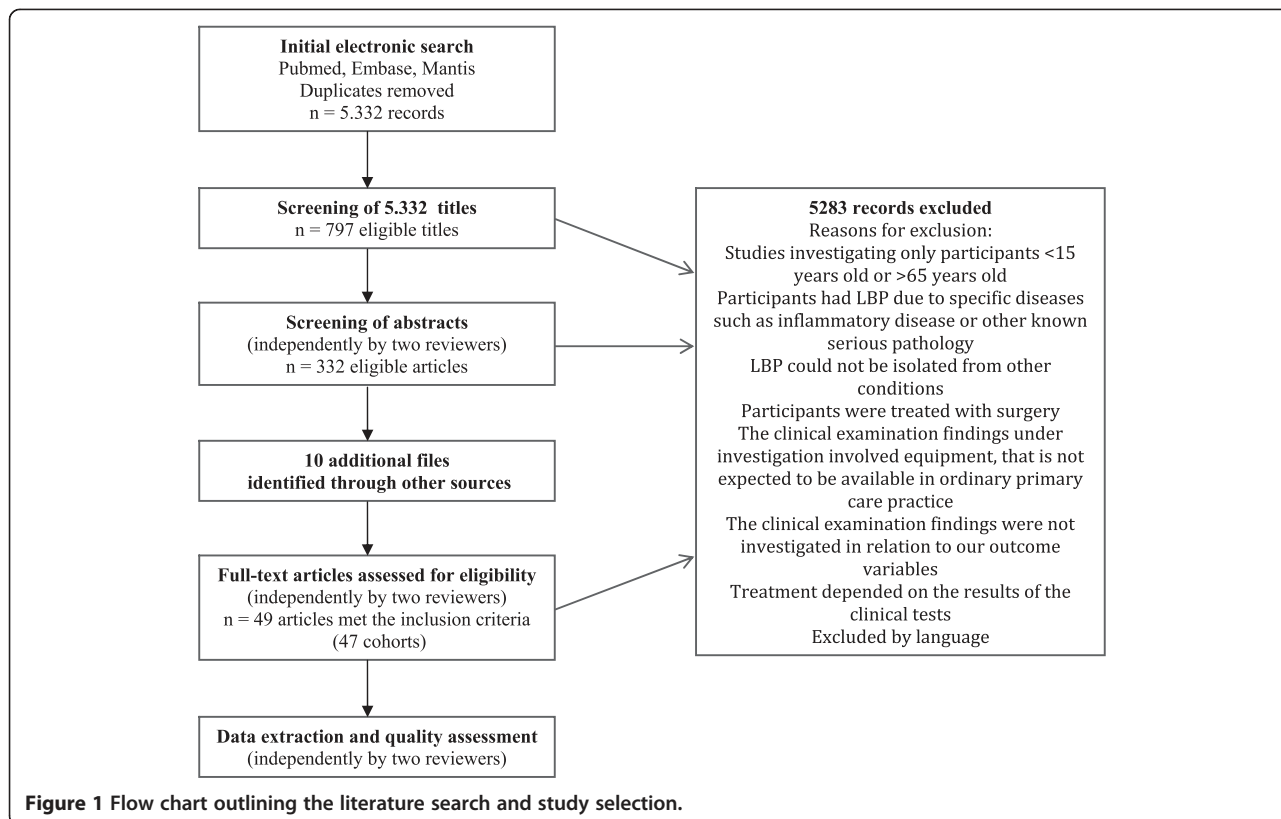 Initial electronic search
Pubmed, Embase, Mantis
Duplicates removed
n = 5.332 records
Screening of 5.332 titles
n = 797 eligible titles
Screening of abstracts
(independently by two reviewers)
n = 332 eligible articles
10 additional files
identified through other sources
Full-text articles assessed for eligibility
(independently by two reviewers)
n = 49 articles met the inclusion criteria
(47 cohorts)
Data extraction and quality assessment
(independently by two reviewers)
5283 records excluded
Reasons for exclusion:
Studies investigating only participants <15
years old or >65 years old
Participants had LBP due to specific diseases
such as inflammatory disease or other known
serious pathology
LBP could not be isolated from other
conditions
Participants were treated with surgery
The clinical examination findings under
investigation involved equipment, that is not
expected to be available in ordinary primary
care practice
The clinical examination findings were not
investigated in relation to our outcome
variables
Treatment depended on the results of the
clinical tests
Excluded by language
Figure 1 Flow chart outlining the literature search and study selection.